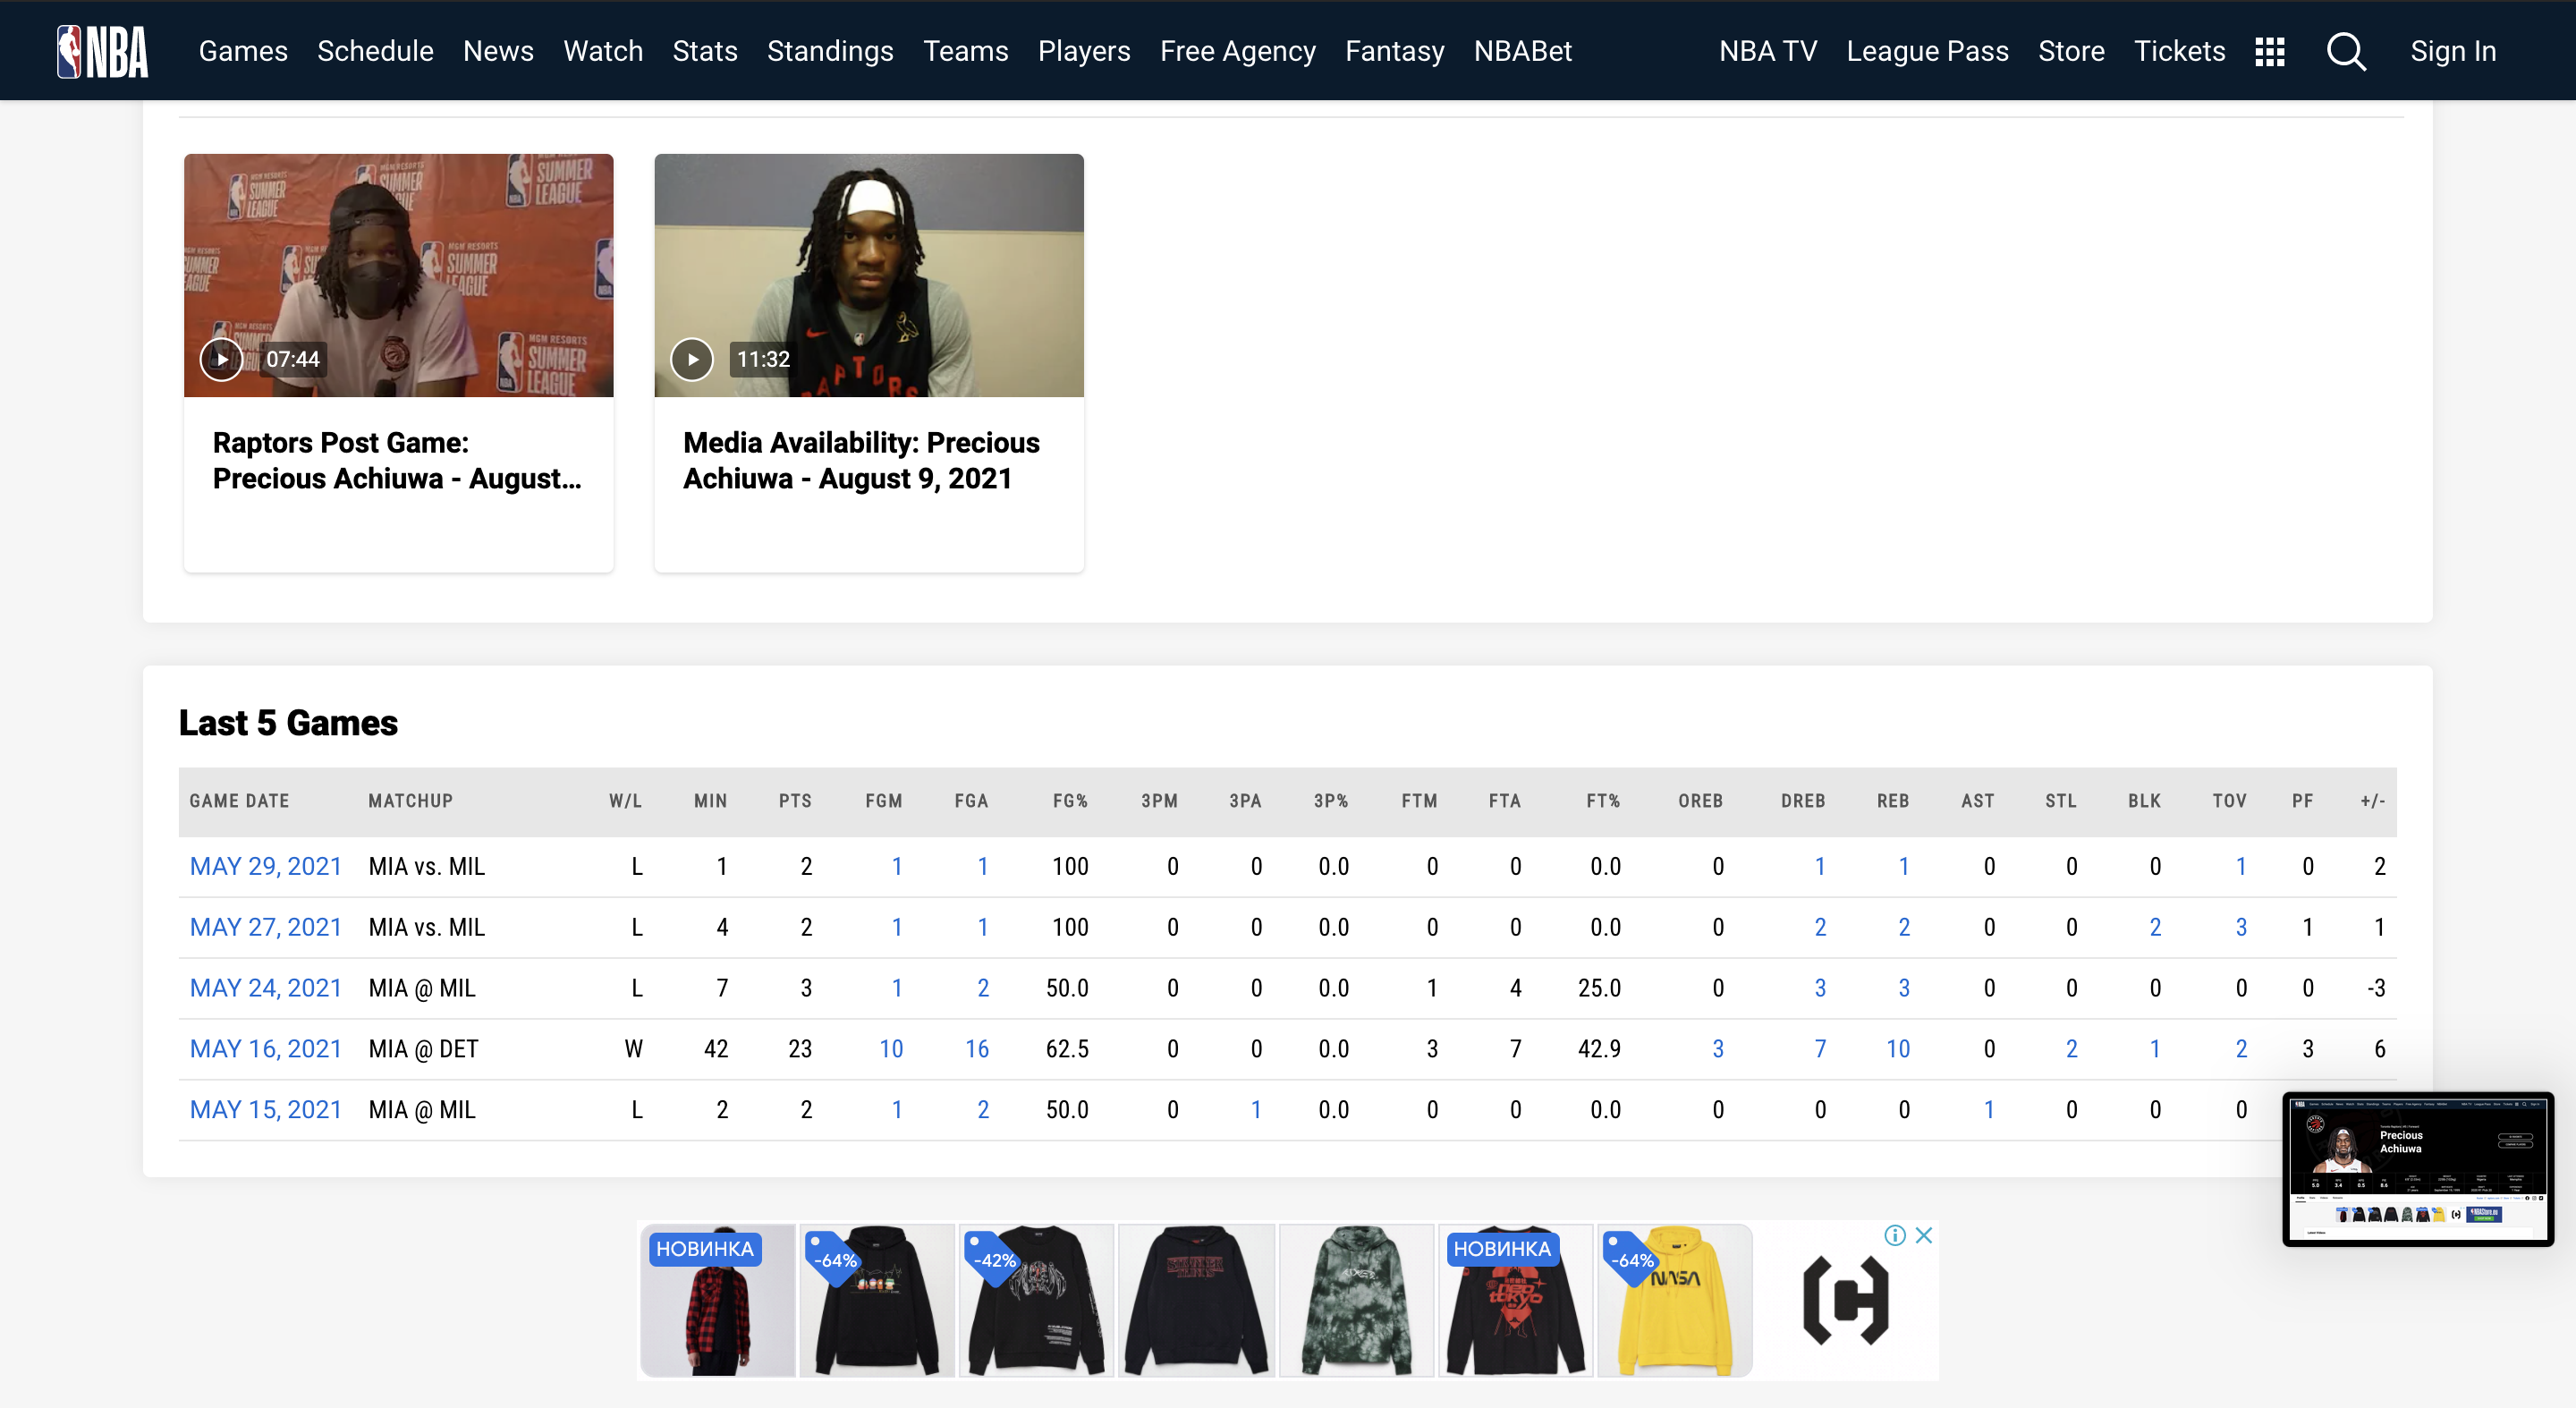 NBA Games Schedule News Watch Stats Standings Teams Players Free Agency Fantasy NBABet NBA TV League Pass Store Tickets Sign In
MGM RESORTS
SUMMER
LEAGUE
07:44
RAPTORS
11:32
Raptors Post Game:
Precious Achiuwa - August...
Media Availability: Precious
Achiuwa - August 9, 2021
Last 5 Games
GAME DATE MATCHUP W/L MIN PTS FGM FGA FG% 3PM 3PA 3P% FTM FTA FT% OREB DREB REB AST STL BLK TOV PF +/-
MAY 29, 2021 MIA vs. MIL L 1 2 1 1 100 0 0 0.0 0 0 0.0 0 1 1 0 0 0 1 0 2
MAY 27, 2021 MIA vs. MIL L 4 2 1 1 100 0 0 0.0 0 0 0.0 0 2 2 0 0 2 3 1 1
MAY 24, 2021 MIA @ MIL L 7 3 1 2 50.0 0 0 0.0 1 4 25.0 0 3 3 0 0 0 0 0 -3
MAY 16, 2021 MIA @ DET W 42 23 10 16 62.5 0 0 0.0 3 7 42.9 3 7 10 0 2 1 2 3 6
MAY 15, 2021 MIA @ MIL L 2 2 1 2 50.0 0 1 0.0 0 0 0.0 0 0 0 1 0 0 0
Precious
Achiuwa
НОВИНКА
-64%
-42%
НОВИНКА
neo
tokyo
-64%
NASA